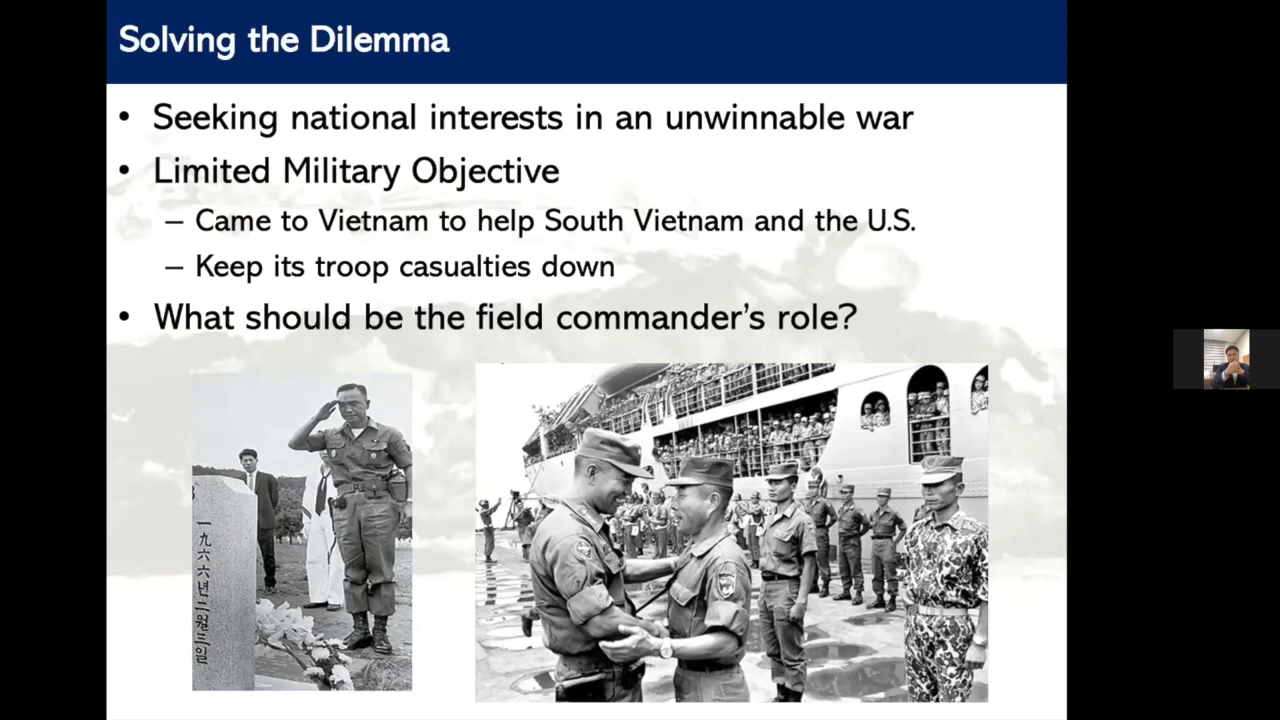 Solving the Dilemma
• Seeking national interests in an unwinnable war
• Limited Military Objective
– Came to Vietnam to help South Vietnam and the U.S.
– Keep its troop casualties down
• What should be the field commander's role?
一九六六년二월三일